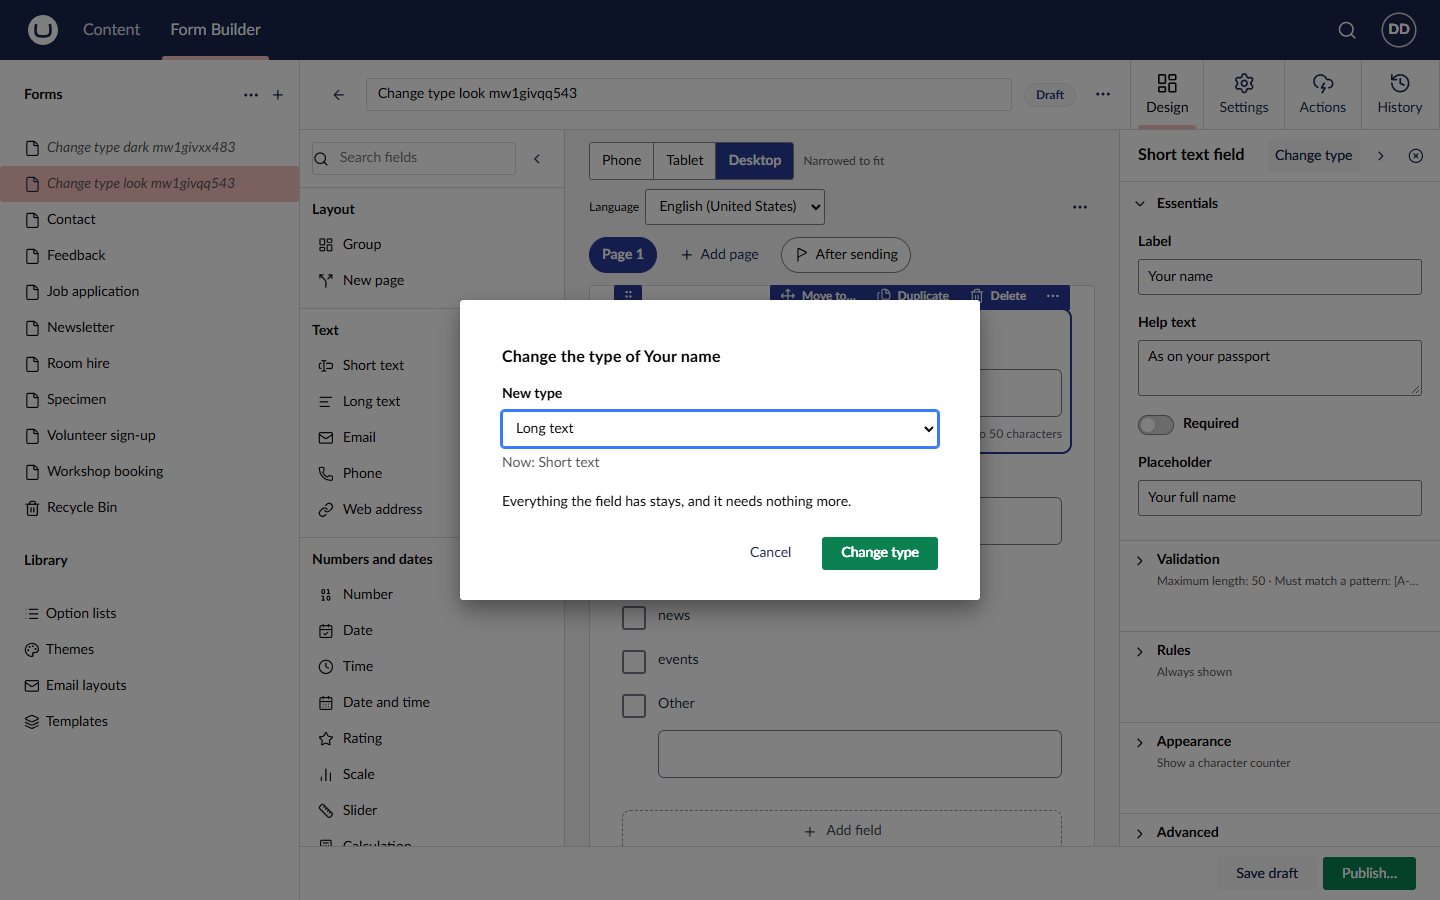 Content
Form Builder
DD
Forms
Change type dark mw1givxx483
Change type look mw1givqq543
Contact
Feedback
Job application
Newsletter
Room hire
Specimen
Volunteer sign-up
Workshop booking
Recycle Bin
Library
Option lists
Themes
Email layouts
Templates
Change type look mw1givqq543
Draft
Design
Settings
Actions
History
Search fields
Layout
Group
New page
Text
Short text
Long text
Email
Phone
Web address
Numbers and dates
Number
Date
Time
Date and time
Rating
Scale
Slider
Calculation
Phone
Tablet
Desktop
Narrowed to fit
Language
English (United States)
Page 1
Add page
After sending
Move to...
Duplicate
Delete
50 characters
news
events
Other
Add field
Change the type of Your name
New type
Long text
Now: Short text
Everything the field has stays, and it needs nothing more.
Cancel
Change type
Short text field
Change type
Essentials
Label
Your name
Help text
As on your passport
Required
Placeholder
Your full name
Validation
Maximum length: 50 · Must match a pattern: [A-...
Rules
Always shown
Appearance
Show a character counter
Advanced
Save draft
Publish...